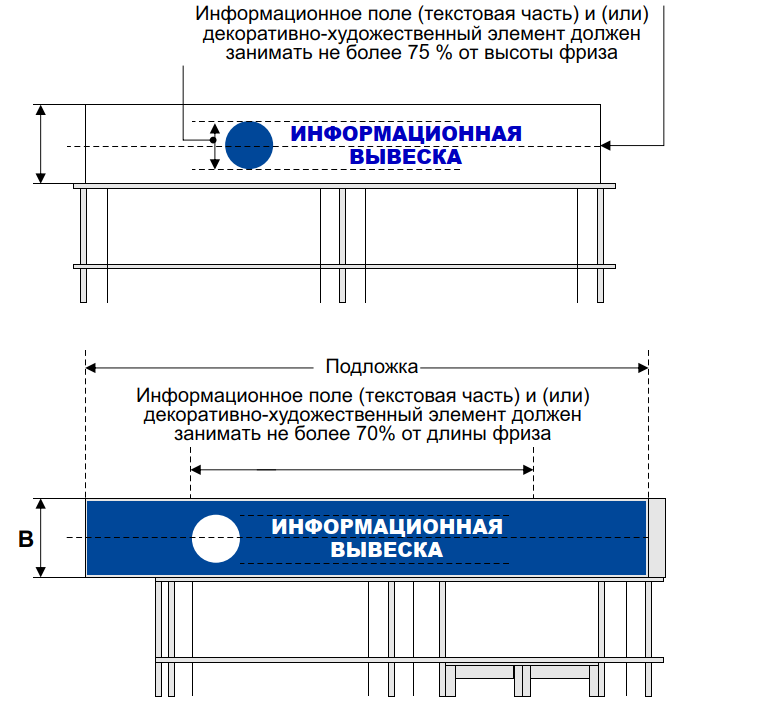 Информационное поле (текстовая часть) и (или)
декоративно-художественный элемент должен
занимать не более 75 % от высоты фриза
ИНФОРМАЦИОННАЯ
ВЫВЕСКА
Подложка
Информационное поле (текстовая часть) и (или)
декоративно-художественный элемент должен
занимать не более 70% от длины фриза
В
ИНФОРМАЦИОННАЯ
ВЫВЕСКА